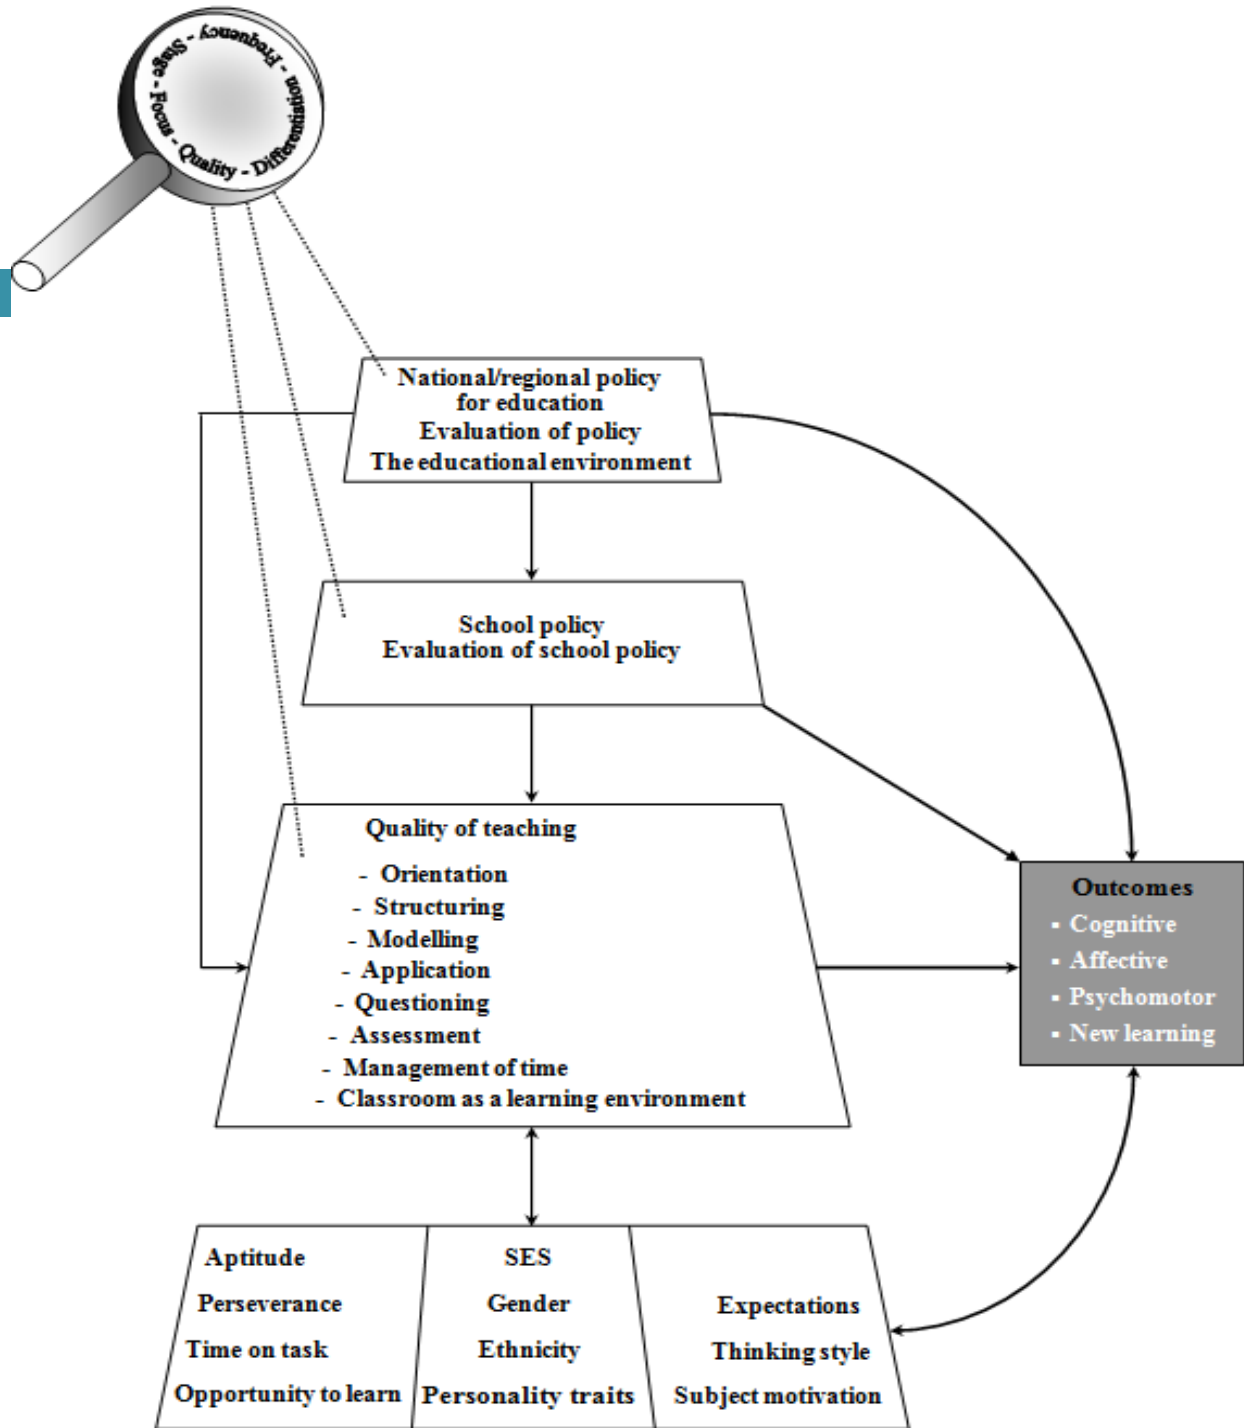 Frequency - Stage - Focus - Quality - Differentiation -
National/regional policy
for education
Evaluation of policy
The educational environment
School policy
Evaluation of school policy
Quality of teaching
- Orientation
- Structuring
- Modelling
- Application
- Questioning
- Assessment
- Management of time
- Classroom as a learning environment
Outcomes
▪ Cognitive
▪ Affective
▪ Psychomotor
▪ New learning
Aptitude
Perseverance
Time on task
Opportunity to learn
SES
Gender
Ethnicity
Personality traits
Expectations
Thinking style
Subject motivation